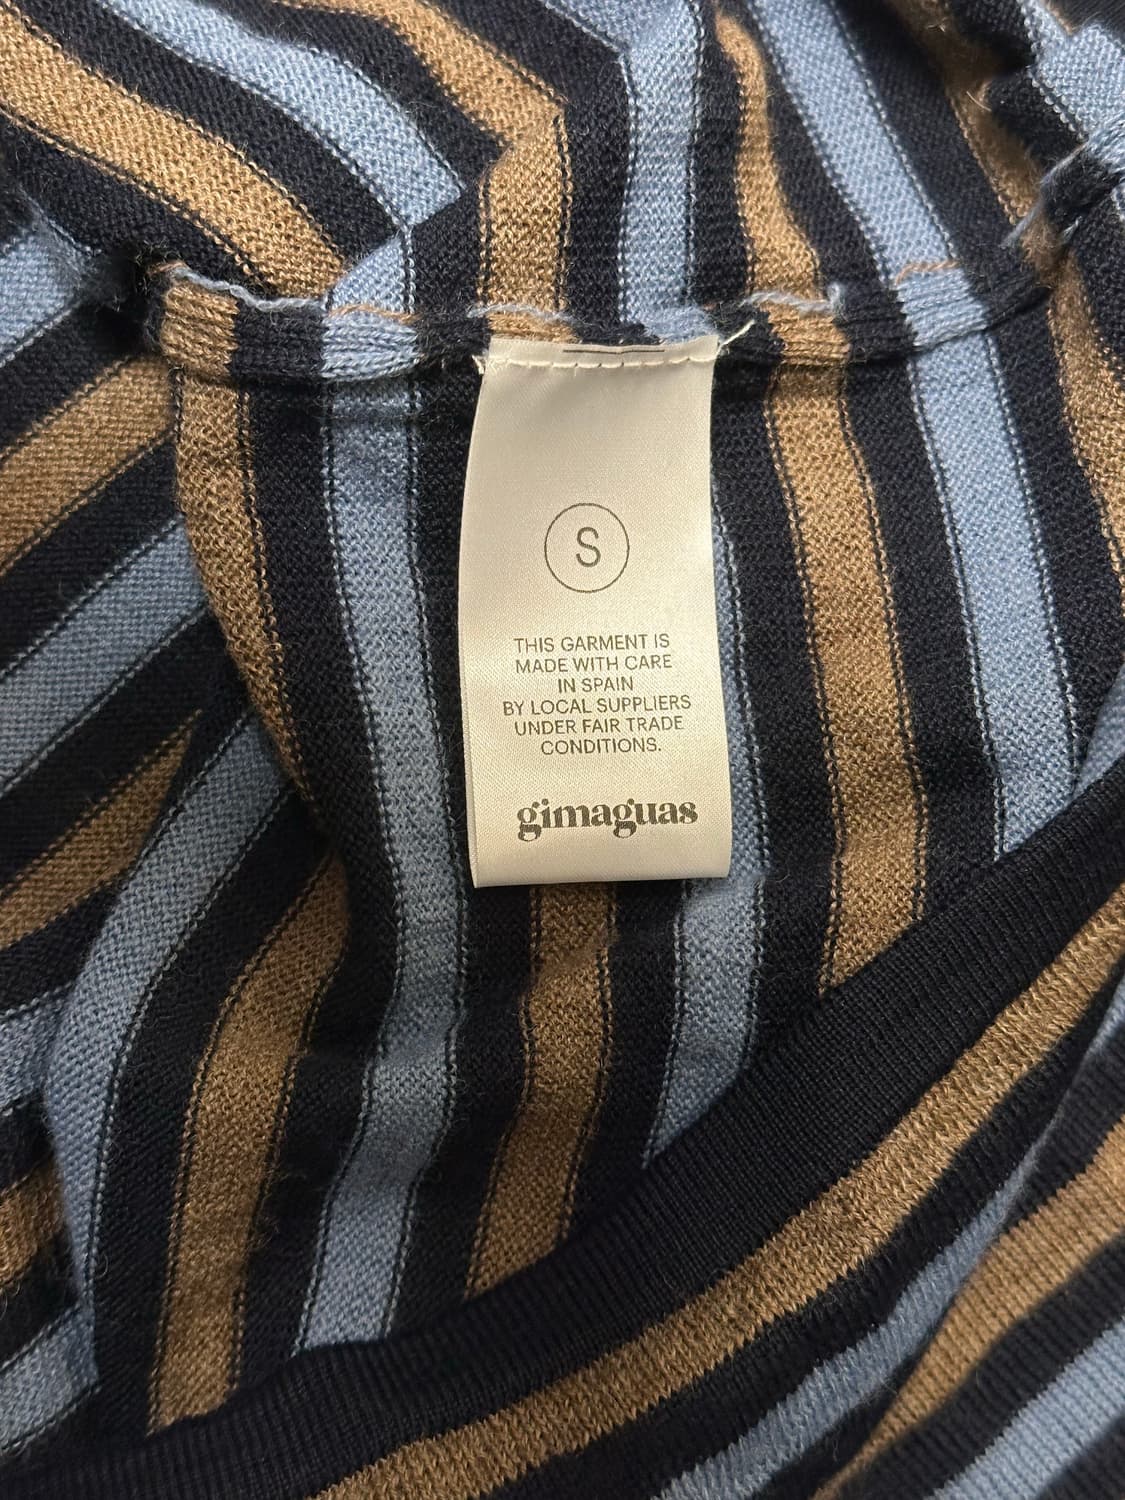 S
THIS GARMENT IS
MADE WITH CARE
IN SPAIN
BY LOCAL SUPPLIERS
UNDER FAIR TRADE
CONDITIONS.
gimaguas